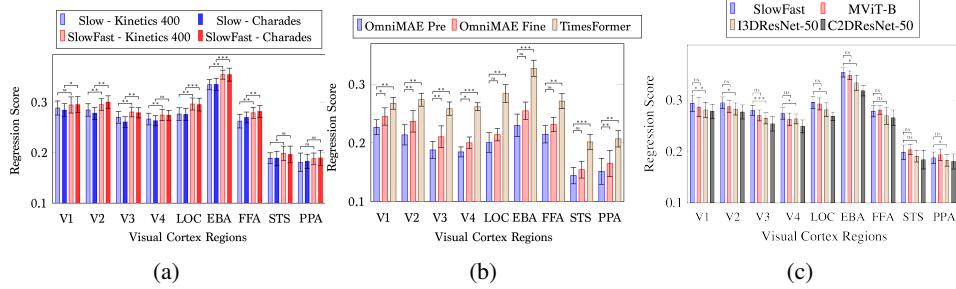 Slow - Kinetics 400 Slow - Charades
SlowFast - Kinetics 400 SlowFast - Charades
Regression Score
0.3
0.2
0.1
V1 V2 V3 V4 LOC EBA FFA STS PPA
Visual Cortex Regions
(a)
OmniMAE Pre OmniMAE Fine TimesFormer
Regression Score
0.3
0.2
0.1
V1 V2 V3 V4 LOC EBA FFA STS PPA
Visual Cortex Regions
(b)
SlowFast MViT-B
I3DResNet-50 C2DResNet-50
Regression Score
0.3
0.2
0.1
V1 V2 V3 V4 LOC EBA FFA STS PPA
Visual Cortex Regions
(c)